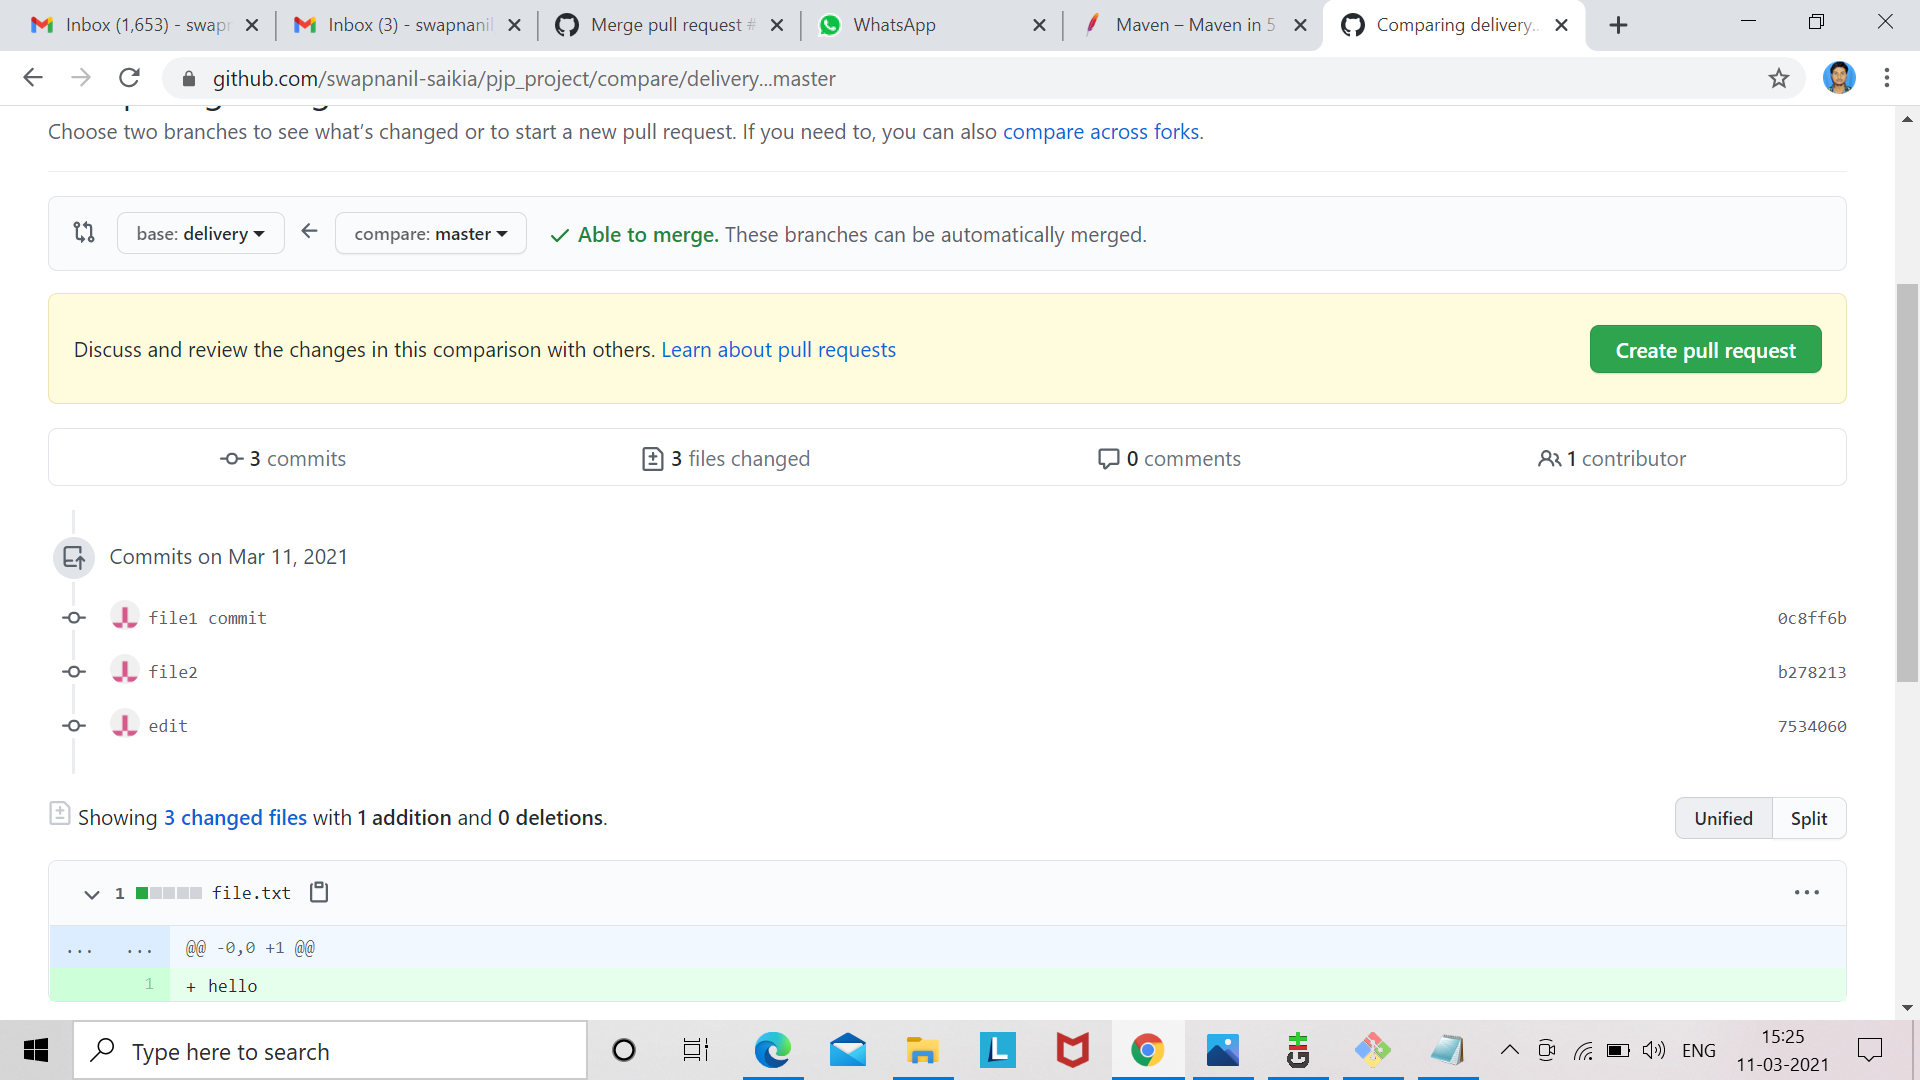 Inbox (1,653) - swapr
Inbox (3) - swapnanil
Merge pull request #
WhatsApp
Maven – Maven in 5
Comparing delivery...
github.com/swapnanil-saikia/pjp_project/compare/delivery...master
Choose two branches to see what's changed or to start a new pull request. If you need to, you can also compare across forks.
base: delivery
compare: master
Able to merge. These branches can be automatically merged.
Discuss and review the changes in this comparison with others. Learn about pull requests
Create pull request
3 commits
3 files changed
0 comments
1 contributor
Commits on Mar 11, 2021
file1 commit
0c8ff6b
file2
b278213
edit
7534060
Showing 3 changed files with 1 addition and 0 deletions.
Unified
Split
1
file.txt
...
... ... @@ -0,0 +1 @@
1 + hello
Type here to search
ENG
15:25
11-03-2021